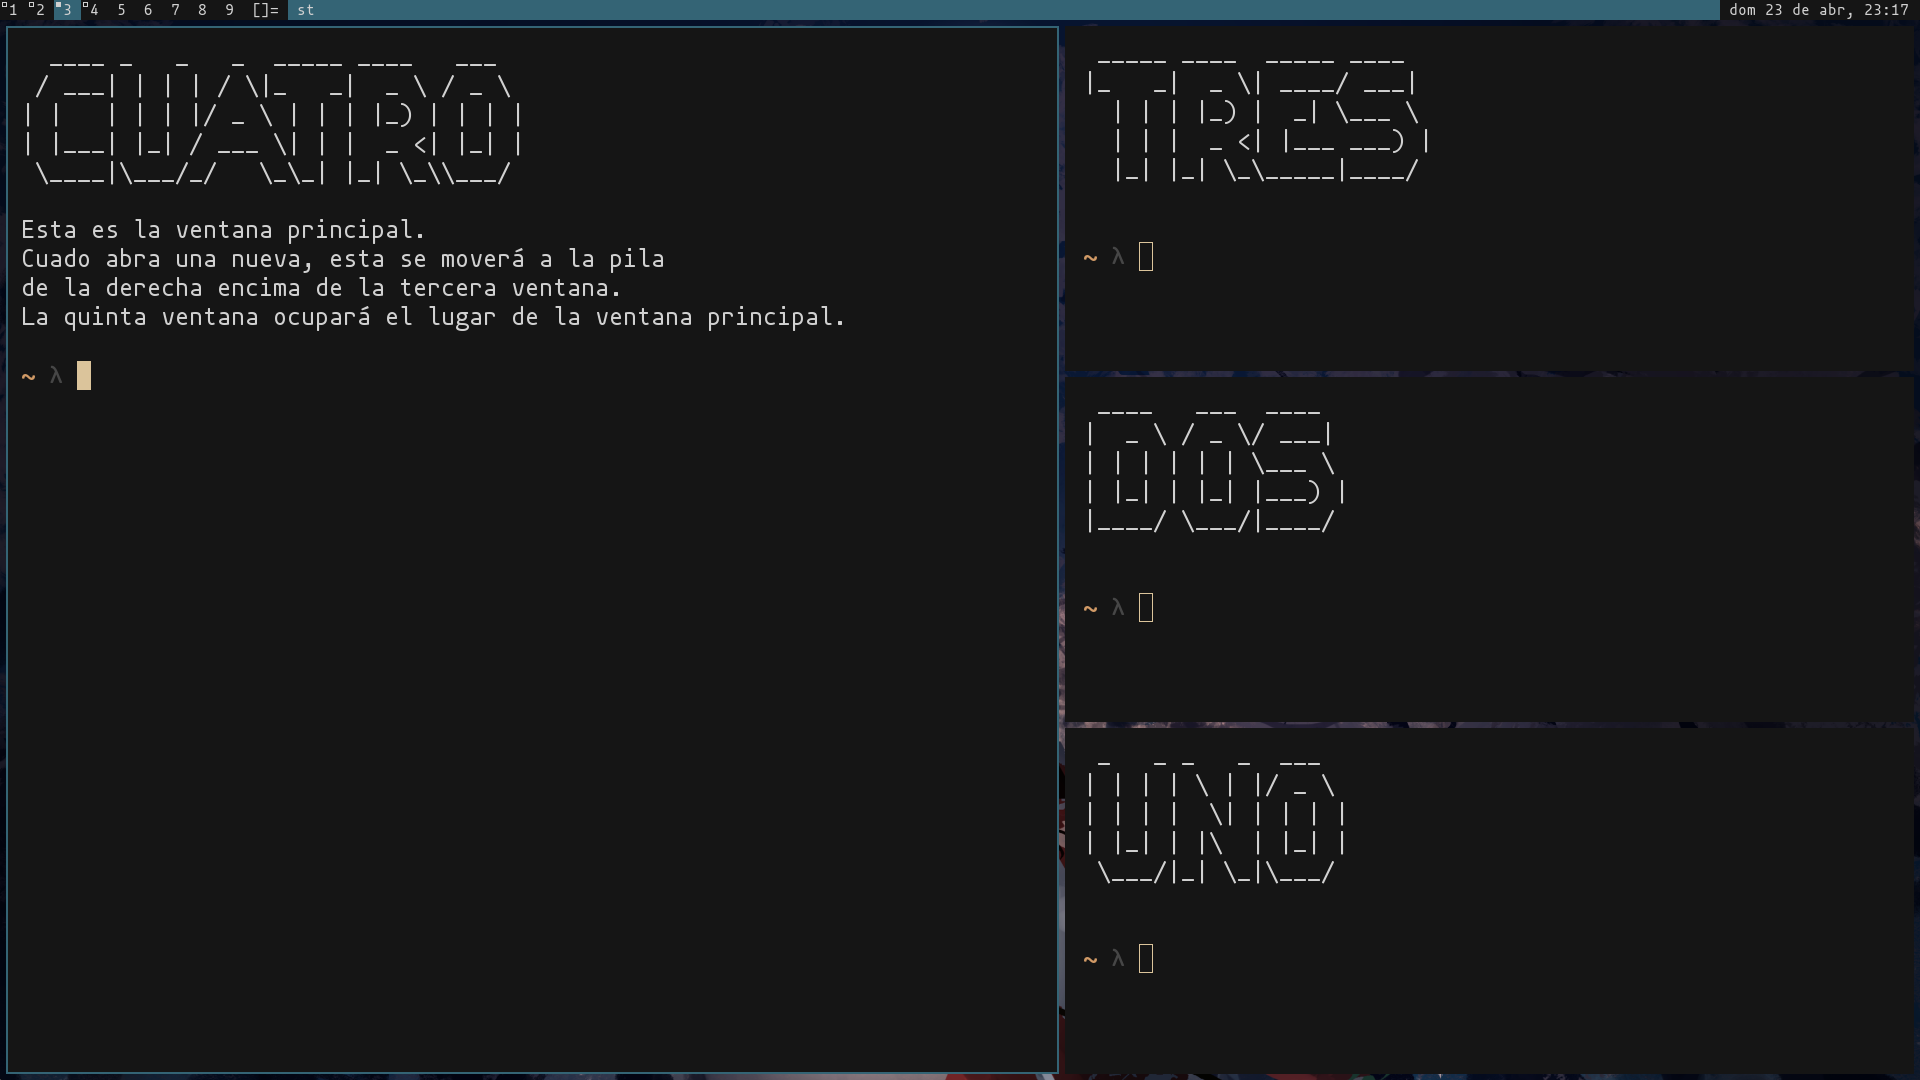 1 2 3 4 5 6 7 8 9 []= st dom 23 de abr, 23:17
CUATRO
Esta es la ventana principal.
Cuado abra una nueva, esta se moverá a la pila
de la derecha encima de la tercera ventana.
La quinta ventana ocupará el lugar de la ventana principal.
~ λ
TRES
~ λ
DOS
~ λ
UNO
~ λ